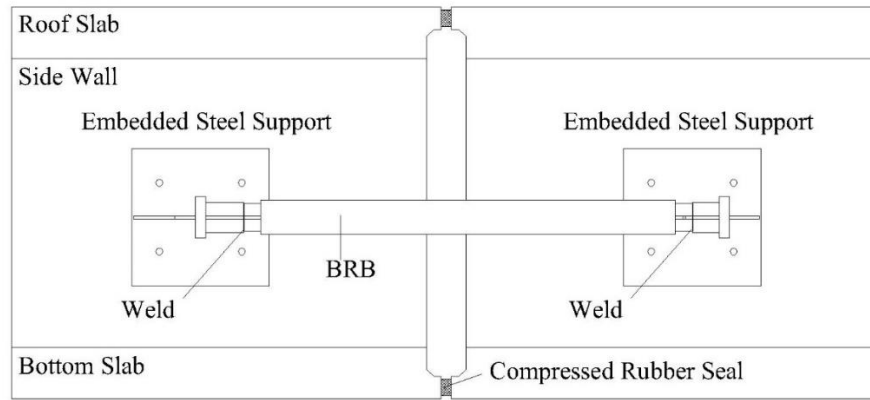 Roof Slab
Side Wall
Embedded Steel Support
Embedded Steel Support
BRB
Weld
Weld
Bottom Slab
Compressed Rubber Seal